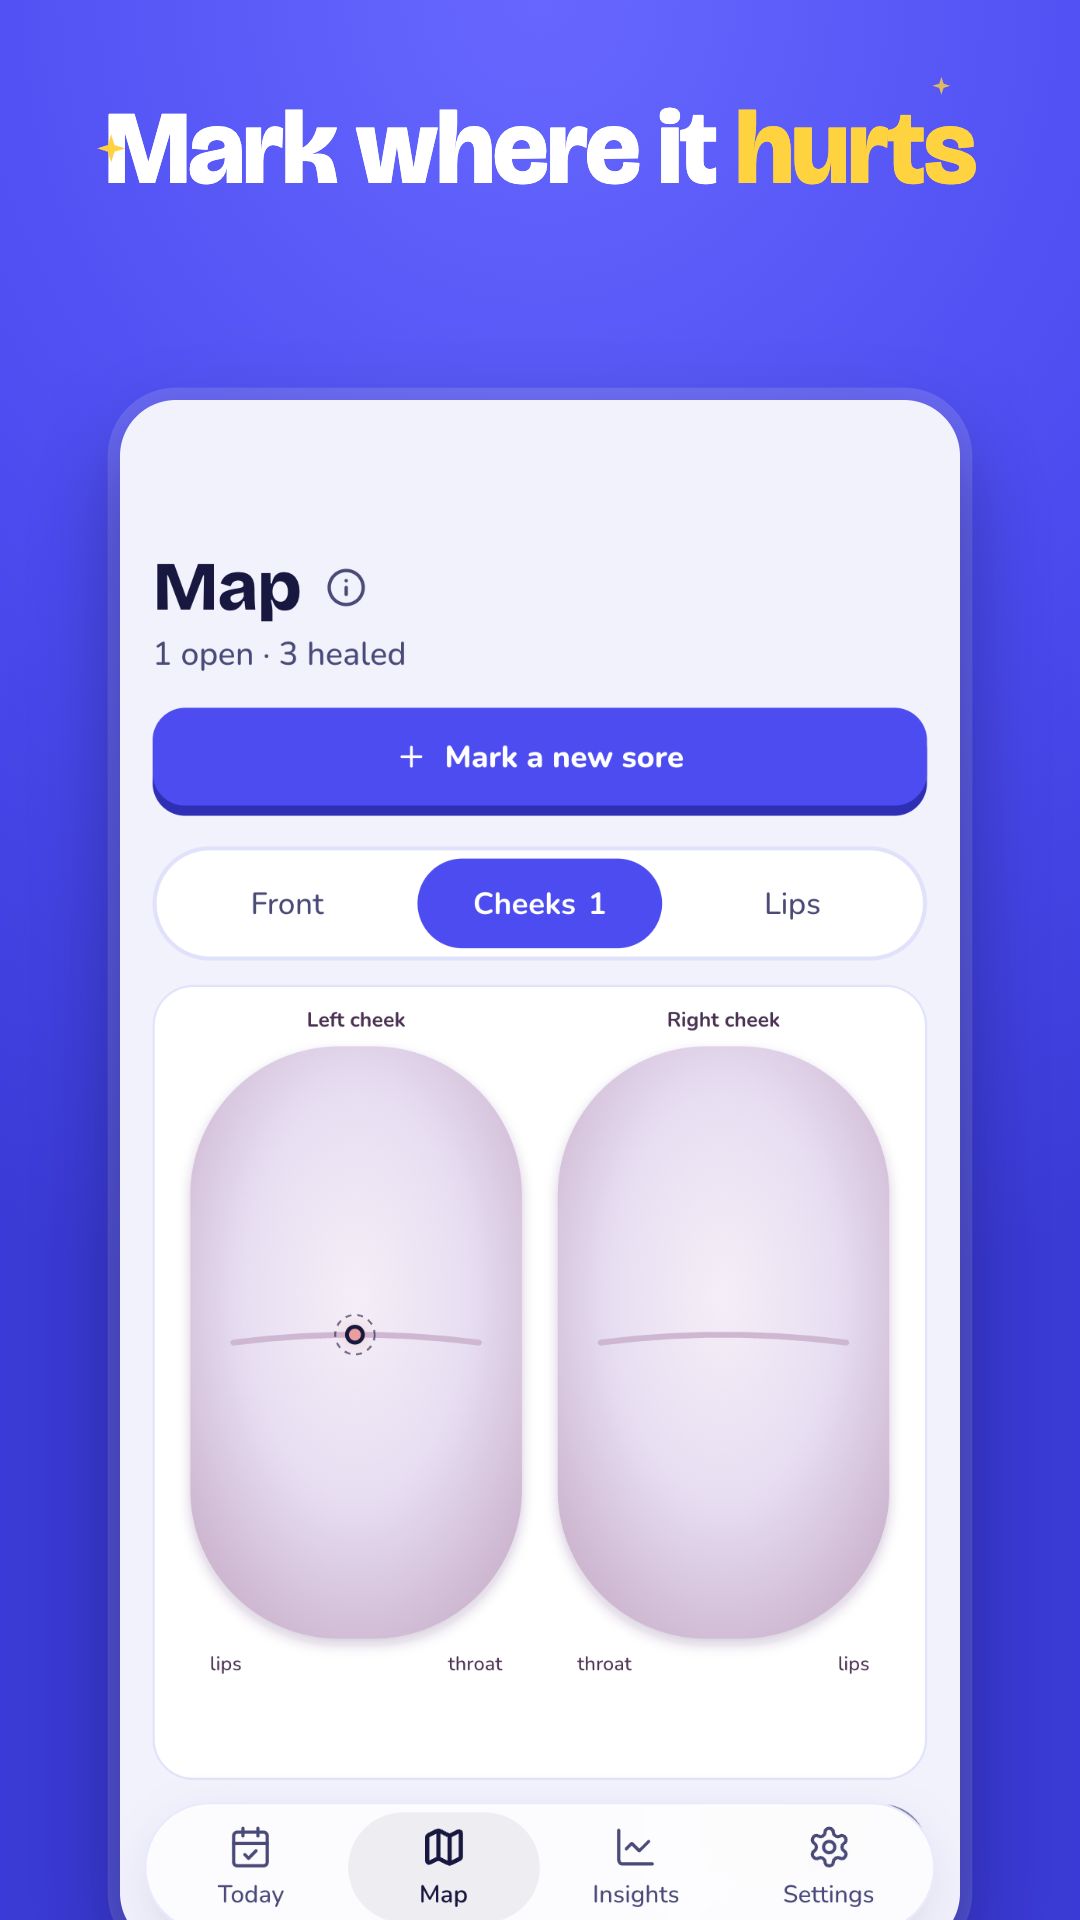 Mark where it hurts
Map
1 open · 3 healed
+ Mark a new sore
Front
Cheeks 1
Lips
Left cheek
Right cheek
lips
throat
throat
lips
Today
Map
Insights
Settings